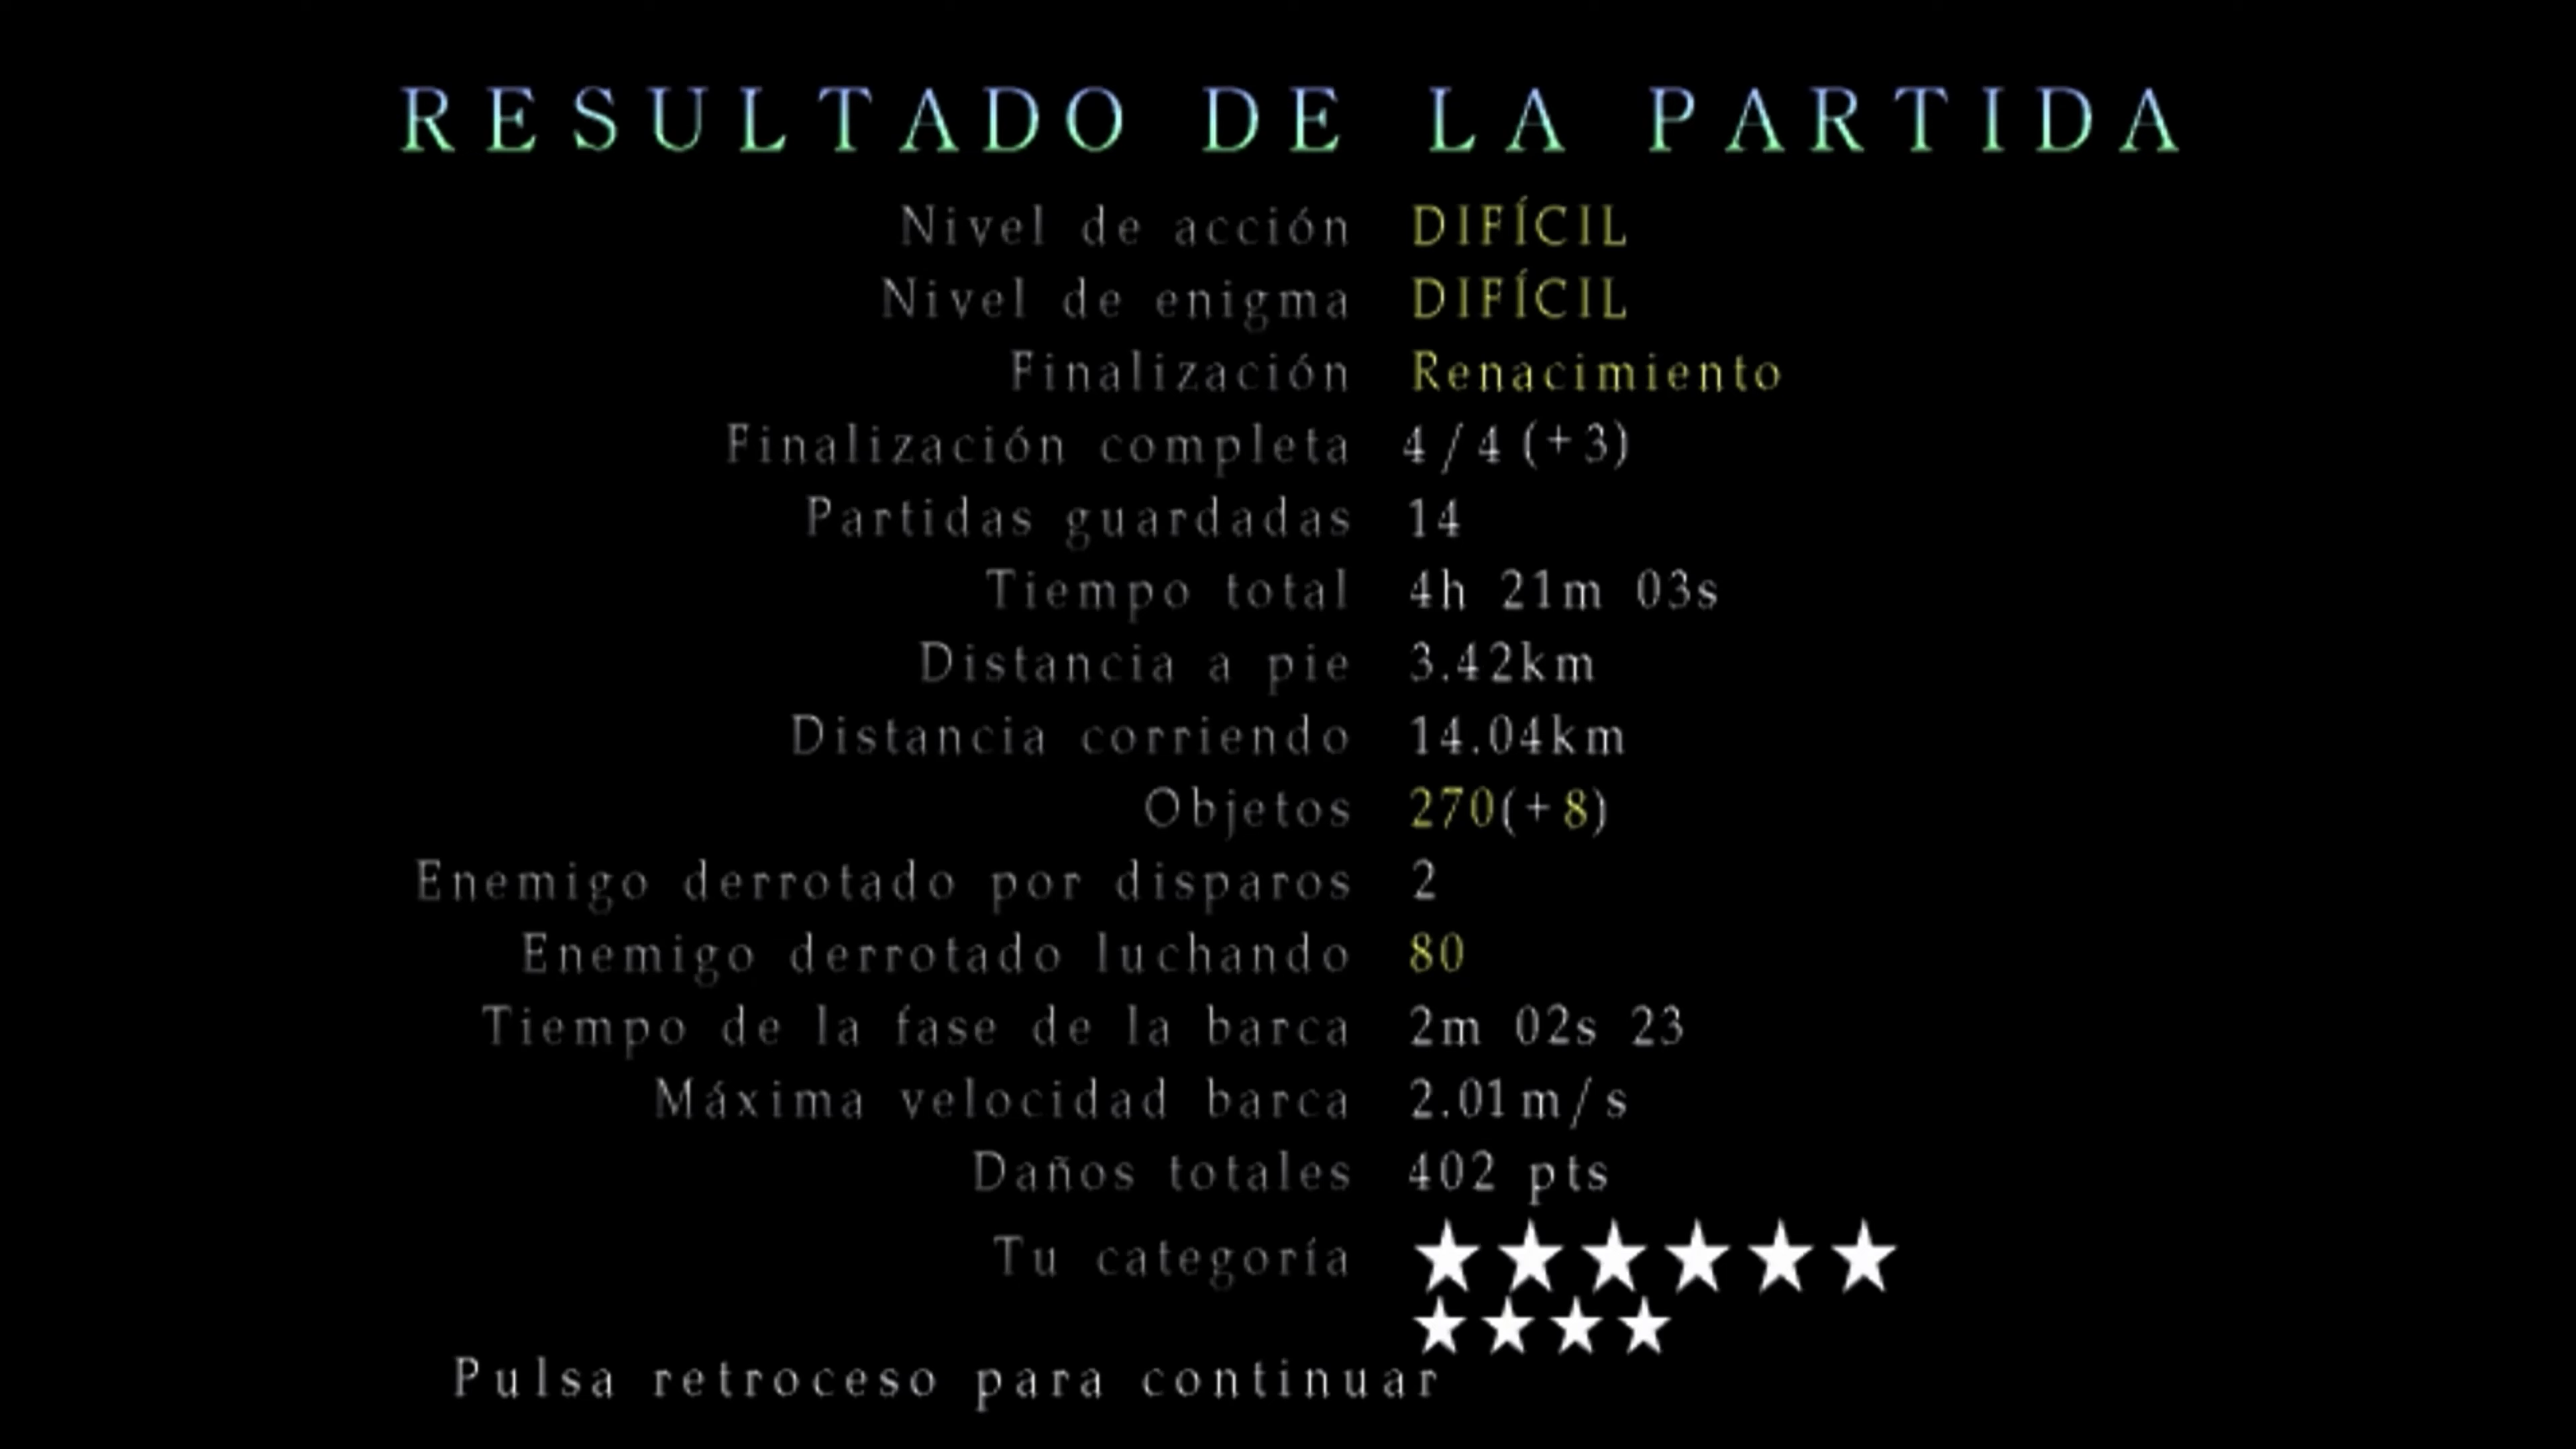 RESULTADO DE LA PARTIDA
Nivel de acción DIFÍCIL
Nivel de enigma DIFÍCIL
Finalización Renacimiento
Finalización completa 4/4(+3)
Partidas guardadas 14
Tiempo total 4h 21m 03s
Distancia a pie 3.42km
Distancia corriendo 14.04km
Objetos 270(+8)
Enemigo derrotado por disparos 2
Enemigo derrotado luchando 80
Tiempo de la fase de la barca 2m 02s 23
Máxima velocidad barca 2.01m/s
Daños totales 402 pts
Tu categoría ★★★★★★
★★★★
Pulsa retroceso para continuar